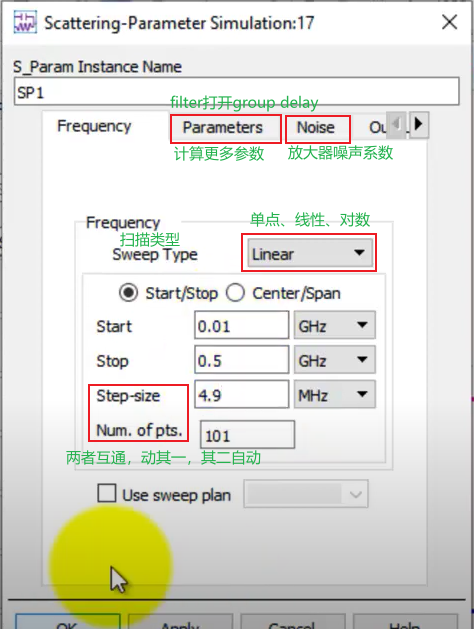 Scattering-Parameter Simulation:17
S_Param Instance Name
SP1
filter打开group delay
Frequency
Parameters
Noise
计算更多参数
放大器噪声系数
Frequency
单点、线性、对数
扫描类型
Sweep Type
Linear
Start/Stop
Center/Span
Start
0.01
GHz
Stop
0.5
GHz
Step-size
4.9
MHz
Num. of pts.
101
两者互通，动其一，其二自动
Use sweep plan
OK
Apply
Cancel
Help